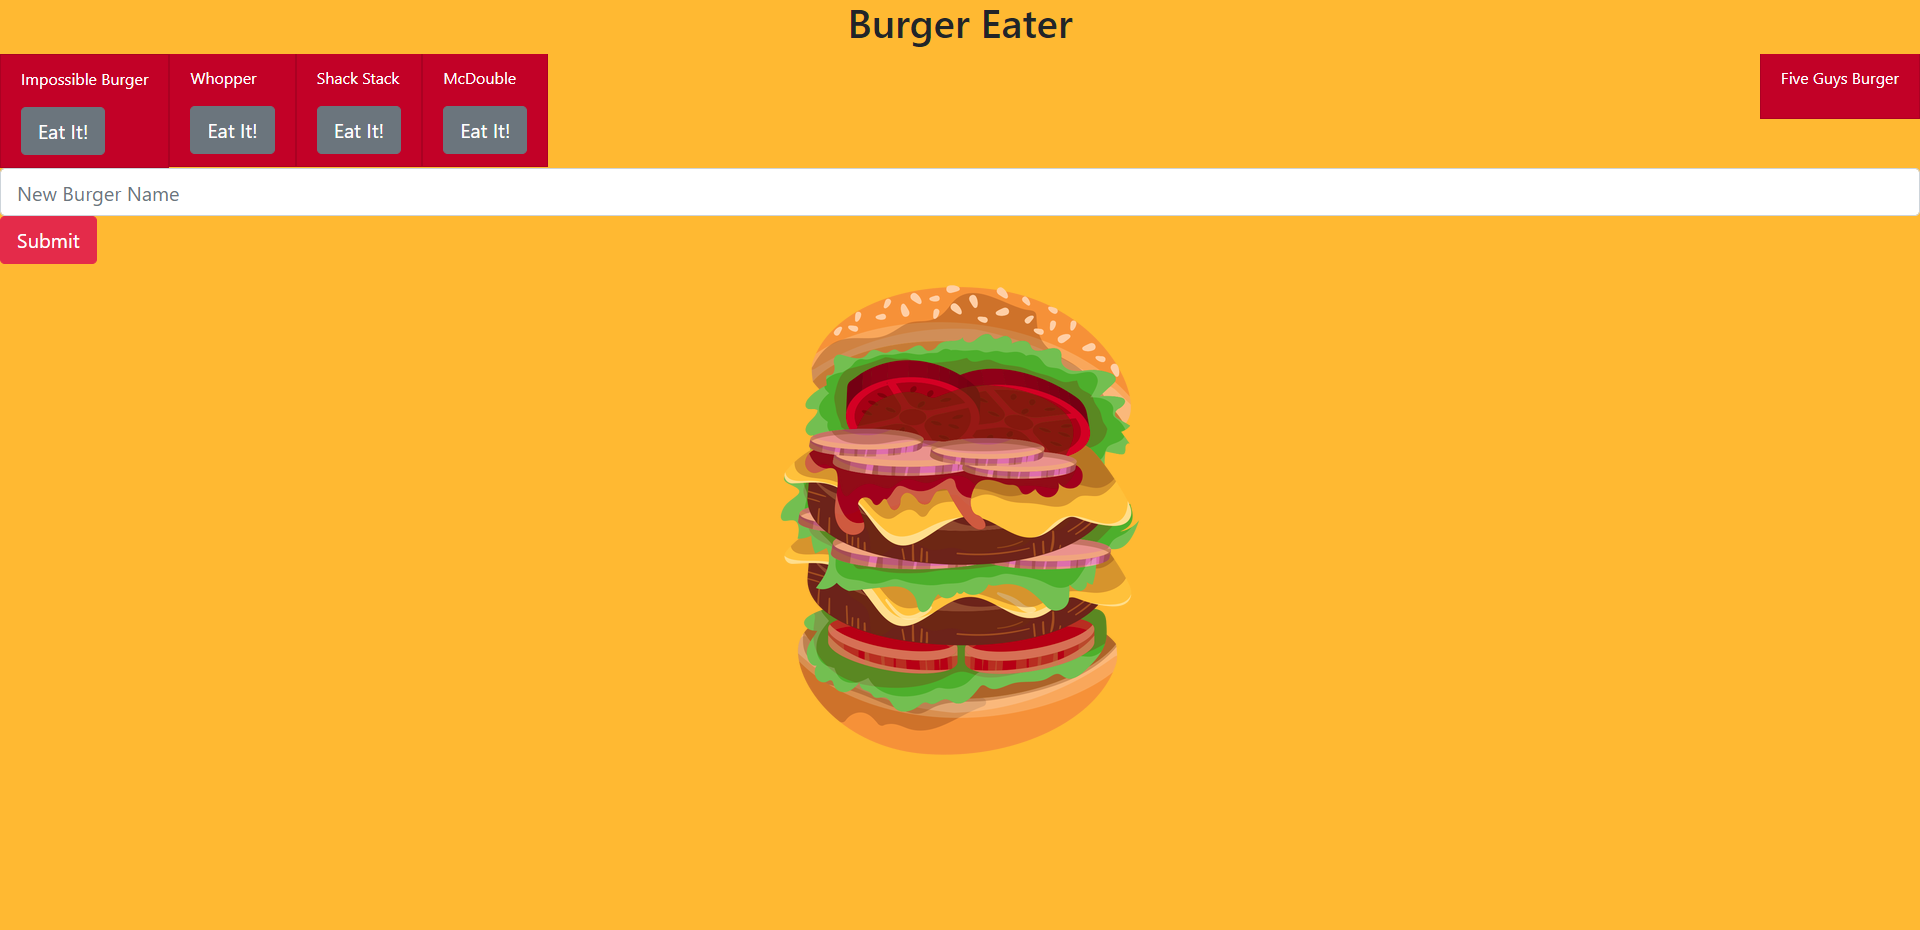 Burger Eater
Impossible Burger
Eat It!
Whopper
Eat It!
Shack Stack
Eat It!
McDouble
Eat It!
Five Guys Burger
New Burger Name
Submit